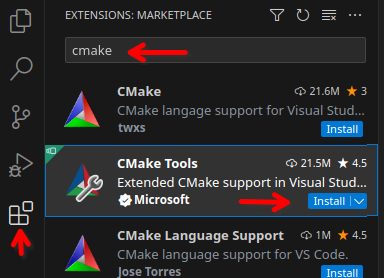 EXTENSIONS: MARKETPLACE
cmake
CMake 21.6M 3
CMake langage support for Visual Stud...
twxs Install
CMake Tools 21.5M 4.5
Extended CMake support in Visual Stud...
Microsoft Install
CMake Language Support 1M 4.5
CMake langage support for VS Code.
Jose Torres Install